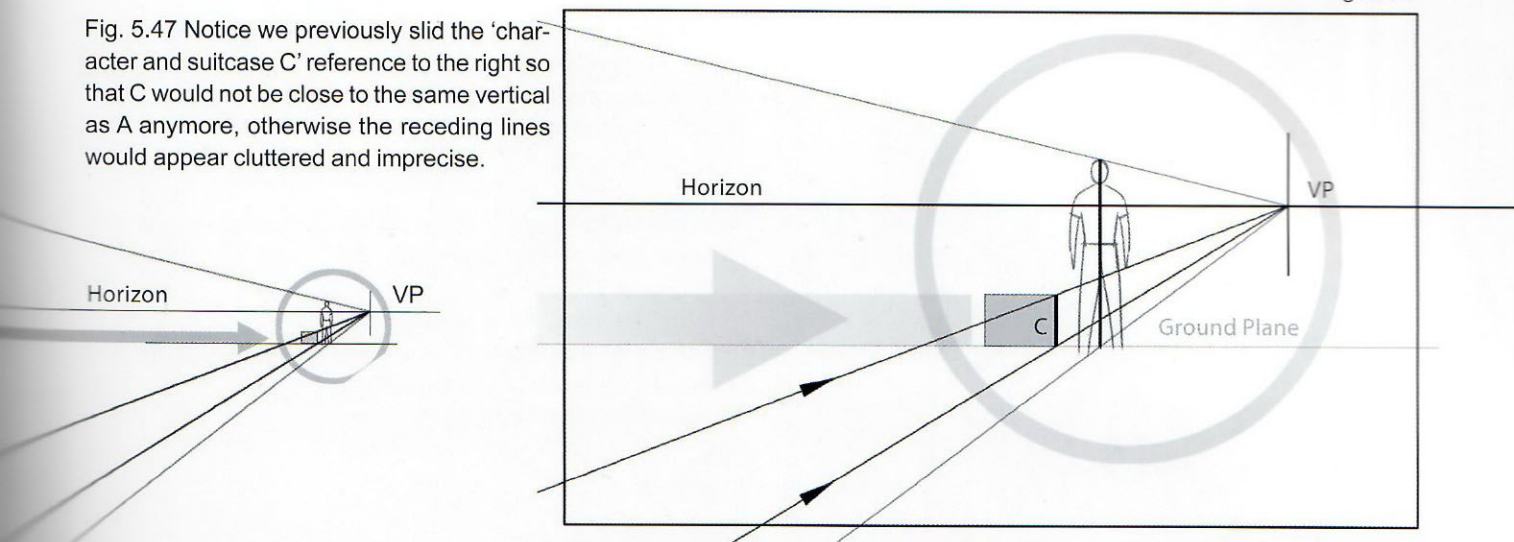 Fig. 5.47 Notice we previously slid the ‘char-
acter and suitcase C’ reference to the right so
that C would not be close to the same vertical
as A anymore, otherwise the receding lines
would appear cluttered and imprecise.
Horizon
VP
Horizon
VP
C
Ground Plane